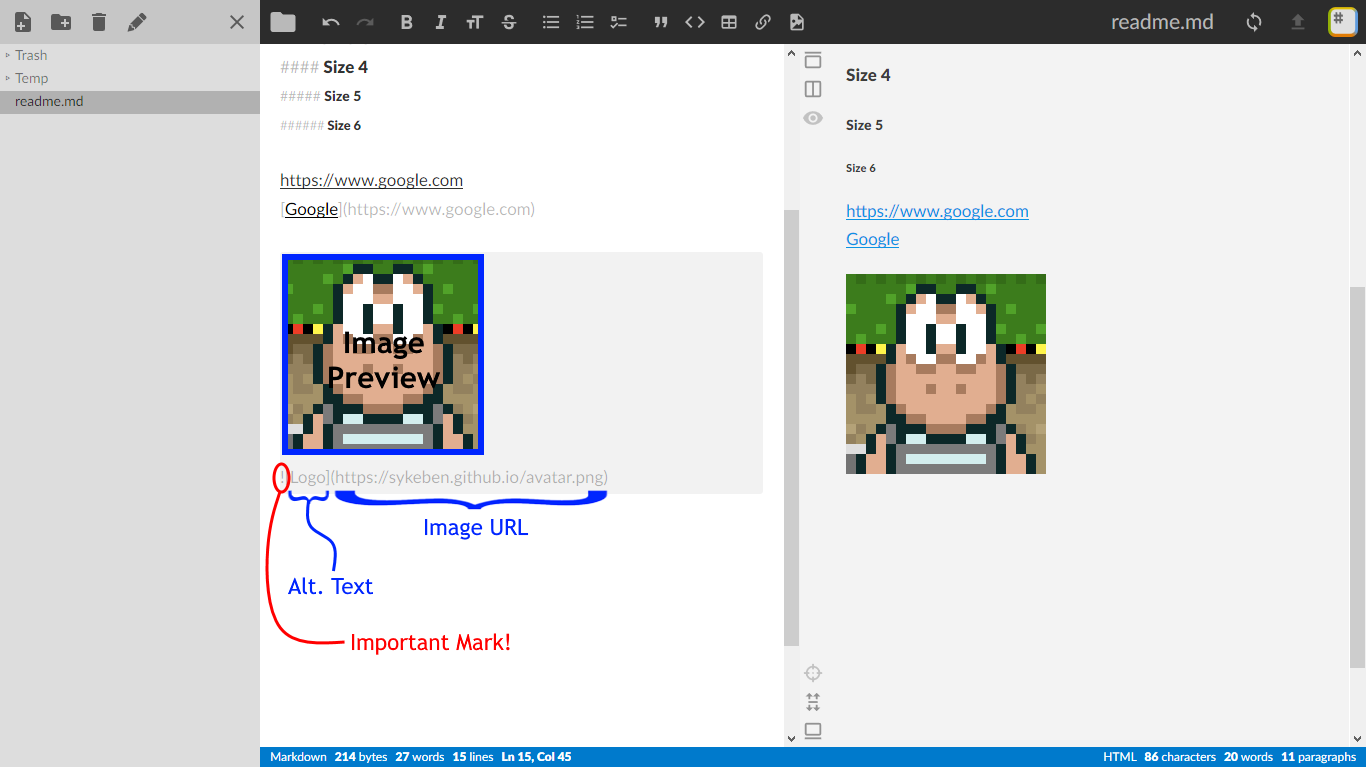 readme.md
Trash
Temp
readme.md
#### Size 4
##### Size 5
###### Size 6
https://www.google.com
[Google](https://www.google.com)
Image
Preview
![Logo](https://sykeben.github.io/avatar.png)
Image URL
Alt. Text
Important Mark!
Size 4
Size 5
Size 6
https://www.google.com
Google
Markdown 214 bytes 27 words 15 lines Ln 15, Col 45
HTML 86 characters 20 words 11 paragraphs